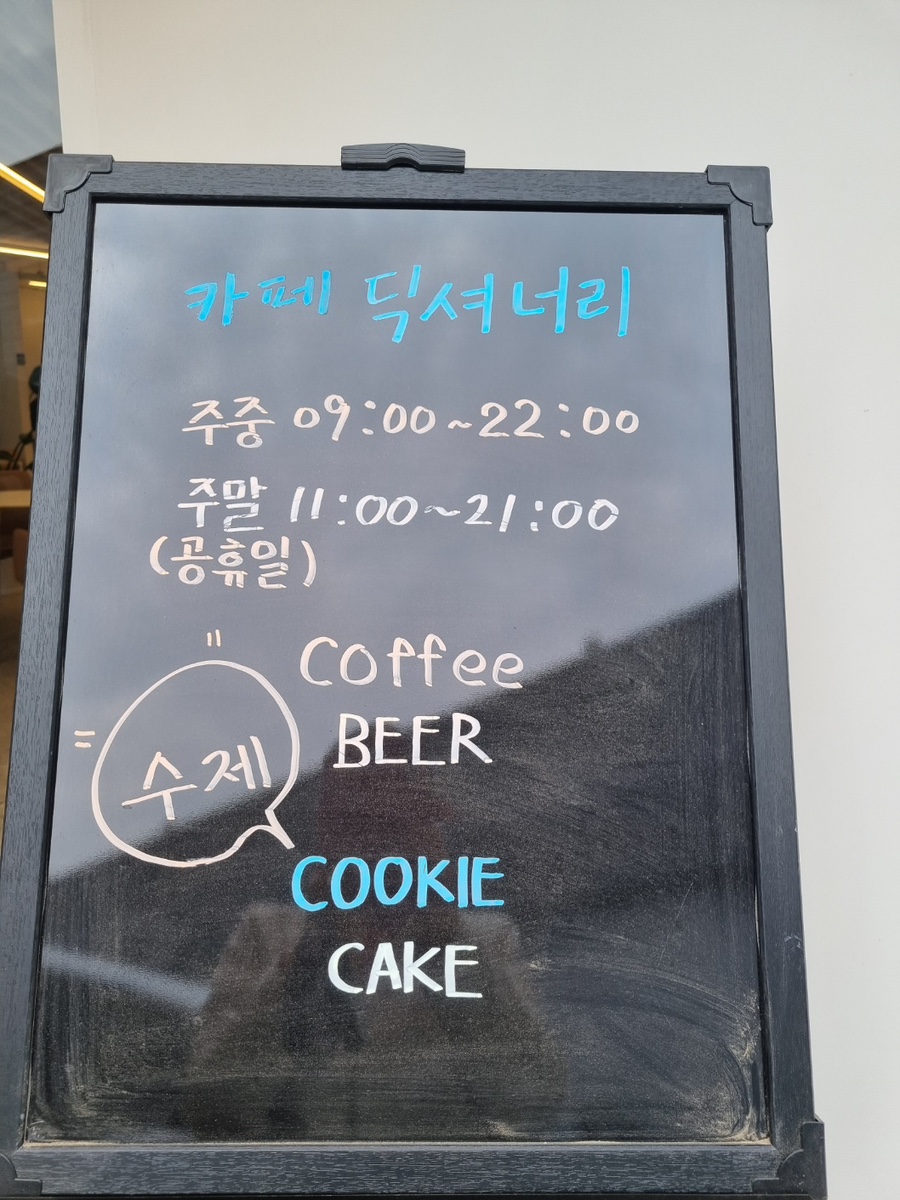 카페 딕셔너리
주중 09:00~22:00
주말 11:00~21:00
(공휴일)
Coffee
BEER
수제
COOKIE
CAKE